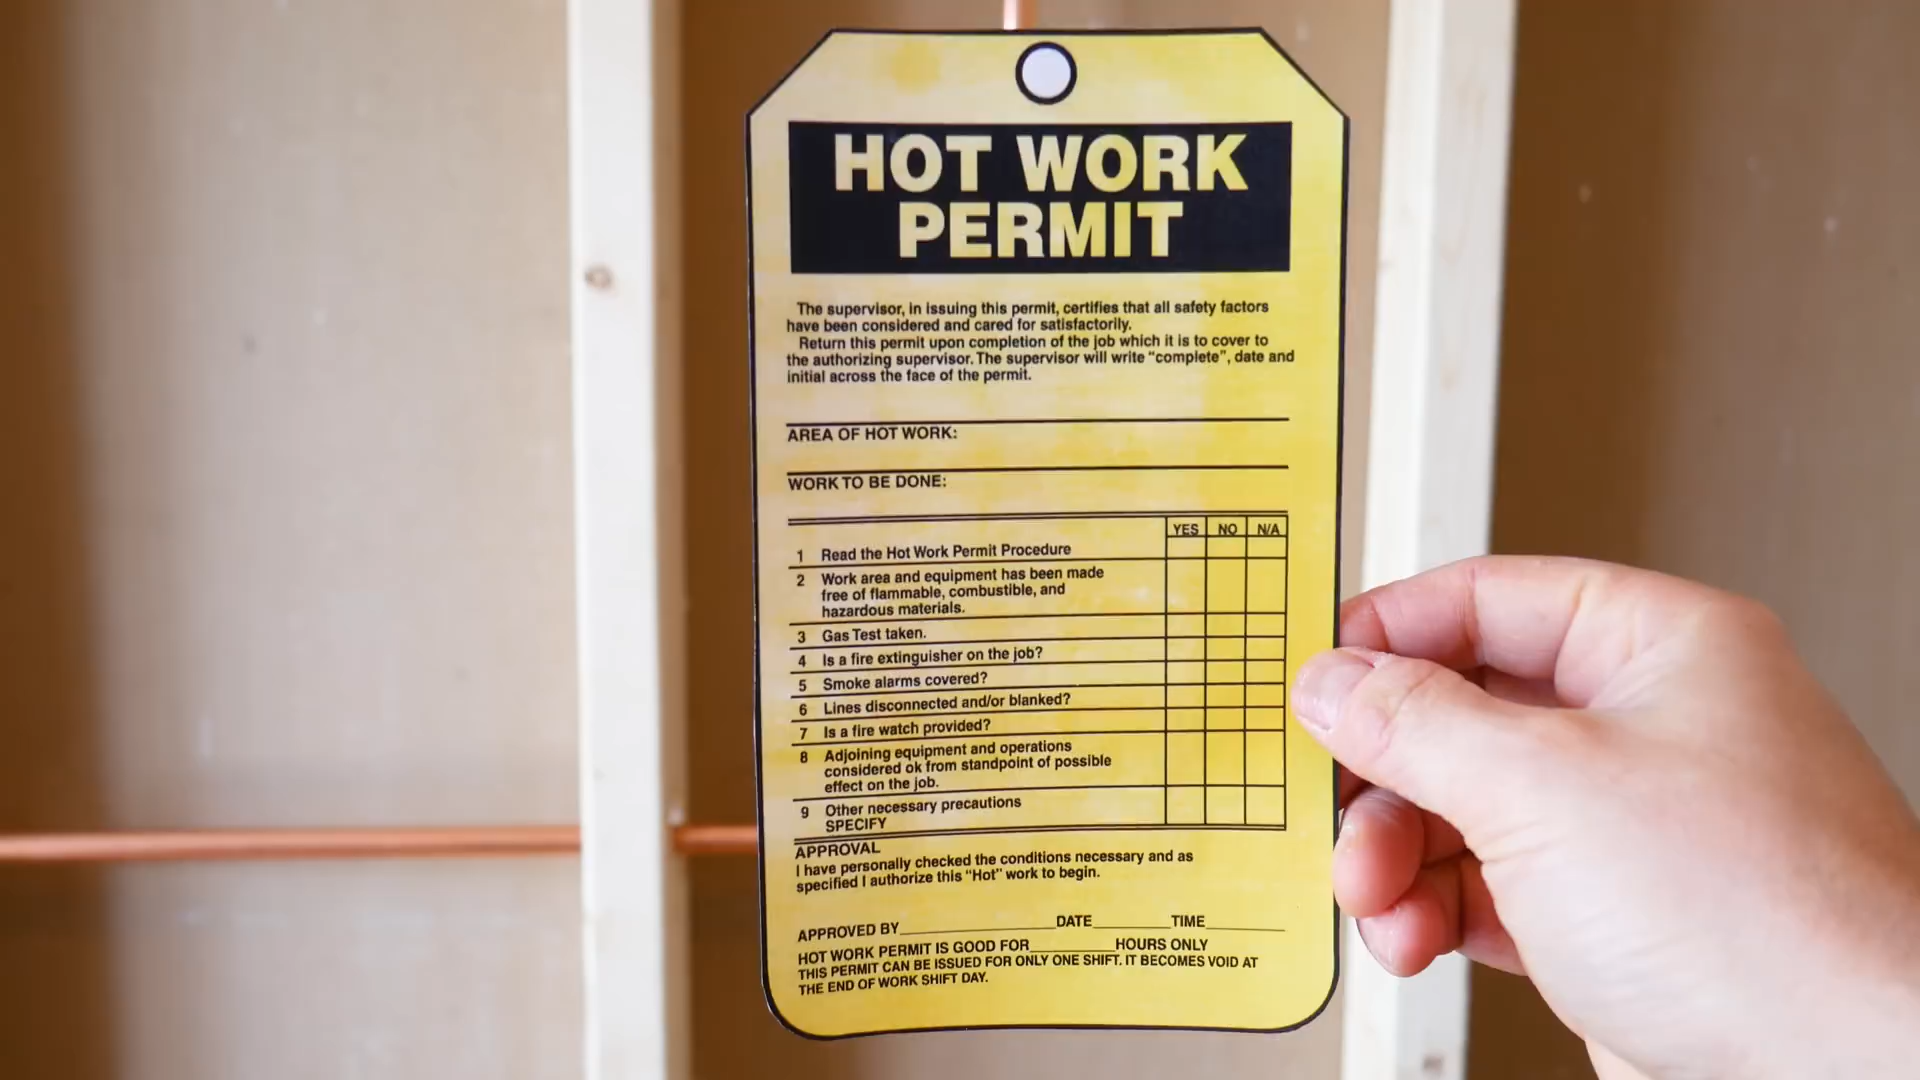 HOT WORK
PERMIT
The supervisor, in issuing this permit, certifies that all safety factors
have been considered and cared for satisfactorily.
Return this permit upon completion of the job which it is to cover to
the authorizing supervisor. The supervisor will write “complete”, date and
initial across the face of the permit.
AREA OF HOT WORK:
WORK TO BE DONE:
YES NO N/A
1 Read the Hot Work Permit Procedure
2 Work area and equipment has been made
free of flammable, combustible, and
hazardous materials.
3 Gas Test taken.
4 Is a fire extinguisher on the job?
5 Smoke alarms covered?
6 Lines disconnected and/or blanked?
7 Is a fire watch provided?
8 Adjoining equipment and operations
considered ok from standpoint of possible
effect on the job.
9 Other necessary precautions
SPECIFY
APPROVAL
I have personally checked the conditions necessary and as
specified I authorize this “Hot” work to begin.
APPROVED BY____________________DATE__________TIME__________
HOT WORK PERMIT IS GOOD FOR__________HOURS ONLY
THIS PERMIT CAN BE ISSUED FOR ONLY ONE SHIFT. IT BECOMES VOID AT
THE END OF WORK SHIFT DAY.